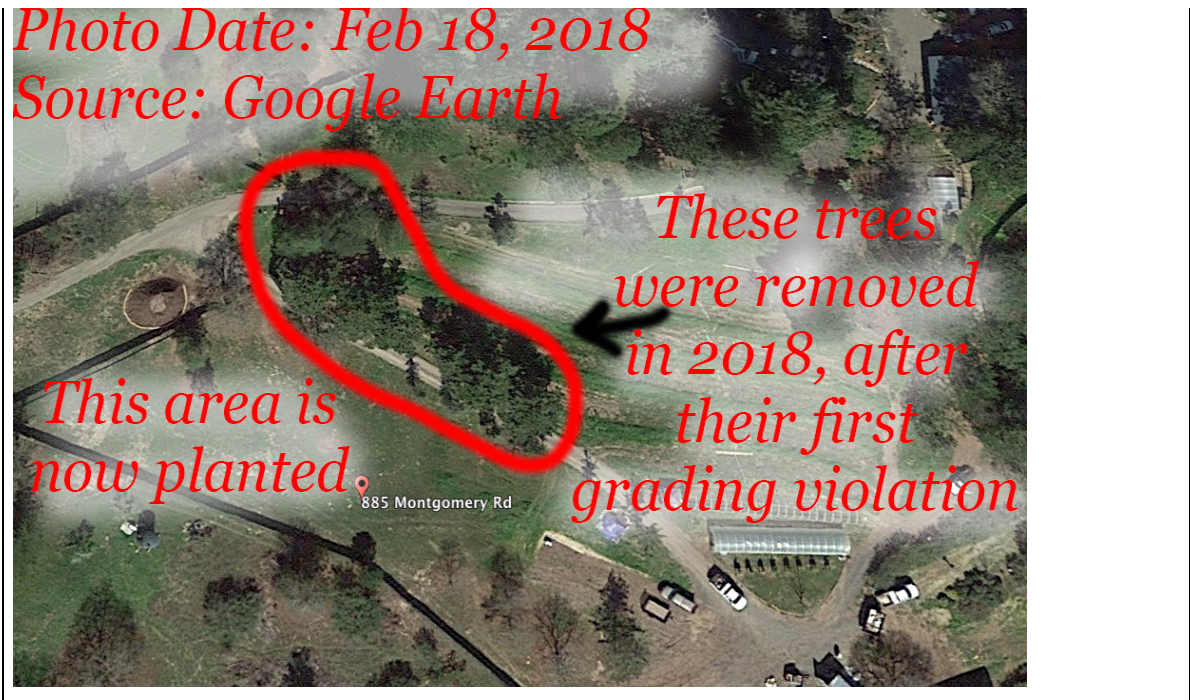 Photo Date: Feb 18, 2018
Source: Google Earth
These trees
were removed
in 2018, after
their first
grading violation
This area is
now planted
885 Montgomery Rd